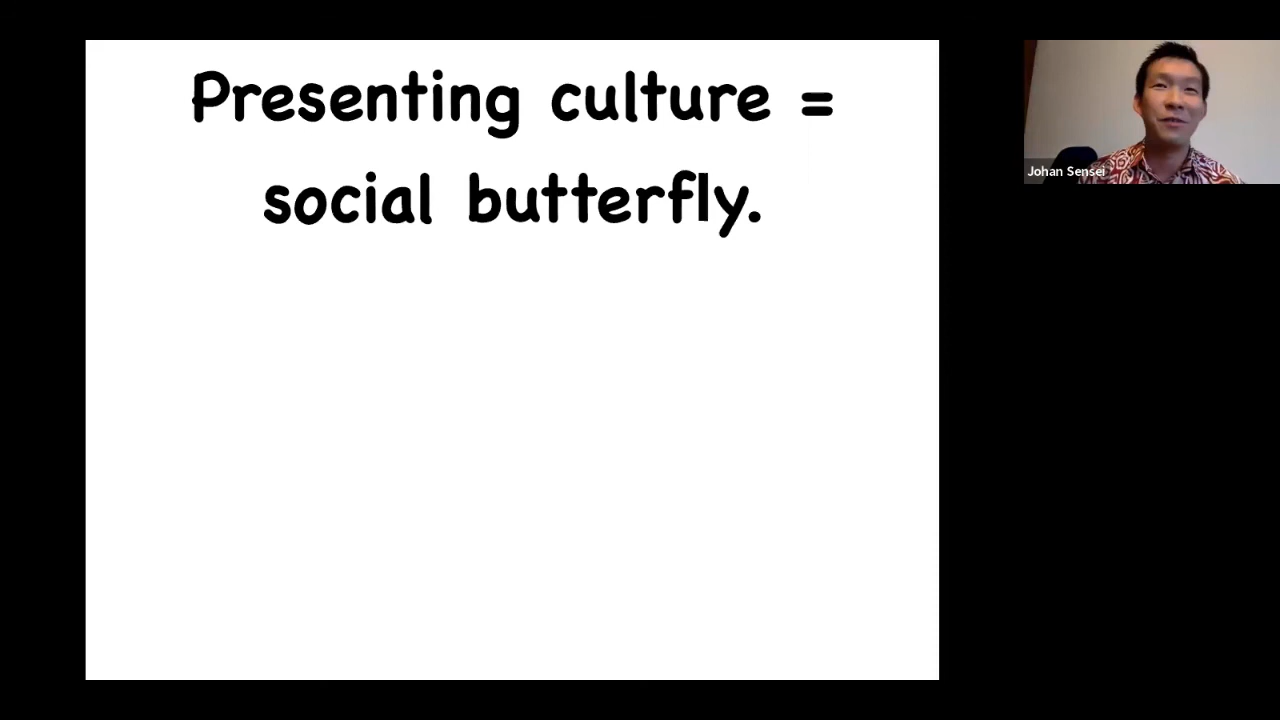 Presenting culture =
social butterfly.
Johan Sensei